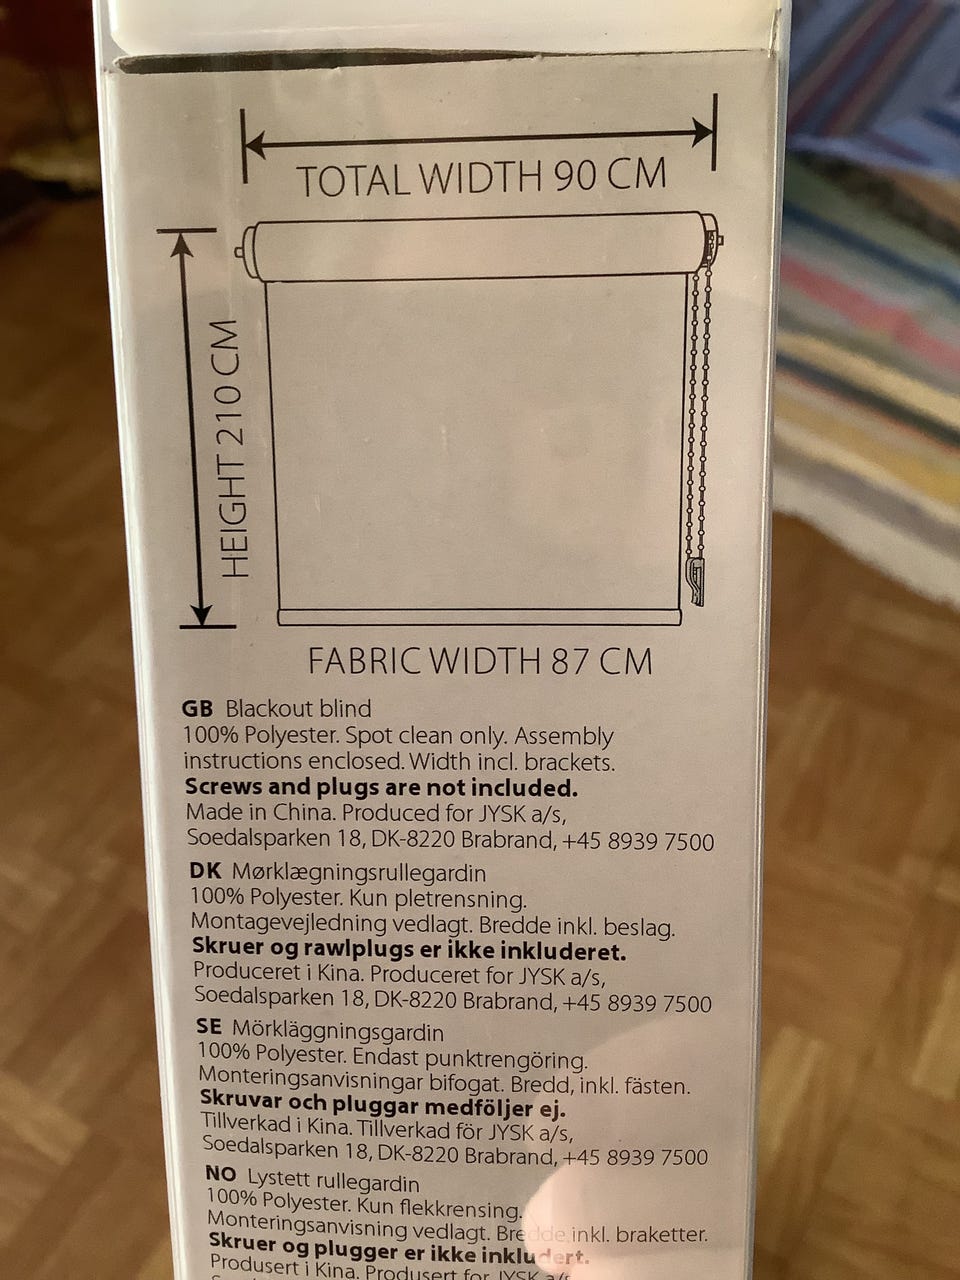 TOTAL WIDTH 90 CM
HEIGHT 210 CM
FABRIC WIDTH 87 CM
GB Blackout blind
100% Polyester. Spot clean only. Assembly
instructions enclosed. Width incl. brackets.
Screws and plugs are not included.
Made in China. Produced for JYSK a/s,
Soedalsparken 18, DK-8220 Brabrand, +45 8939 7500
DK Mørklægningsrullegardin
100% Polyester. Kun pletrensning.
Montagevejledning vedlagt. Bredde inkl. beslag.
Skruer og rawlplugs er ikke inkluderet.
Produceret i Kina. Produceret for JYSK a/s,
Soedalsparken 18, DK-8220 Brabrand, +45 8939 7500
SE Mörkläggningsgardin
100% Polyester. Endast punktrengöring.
Monteringsanvisningar bifogat. Bredd, inkl. fästen.
Skruvar och pluggar medföljer ej.
Tillverkad i Kina. Tillverkad för JYSK a/s,
Soedalsparken 18, DK-8220 Brabrand, +45 8939 7500
NO Lystett rullegardin
100% Polyester. Kun flekkrensing.
Monteringsanvisning vedlagt. Bredde inkl. braketter.
Skruer og plugger er ikke inkludert.
Produsert i Kina. Produsert for JYSK a/s